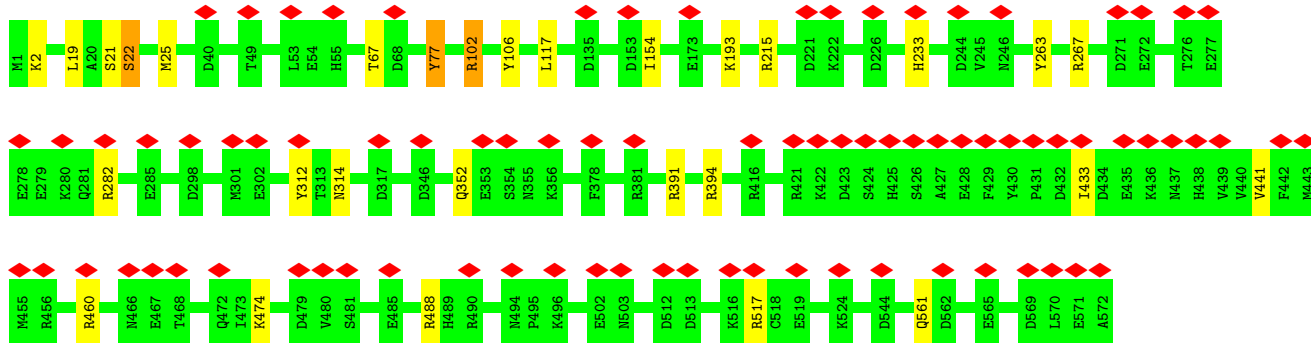 M1 K2 L19 A20 S21 S22 M25 D40 T49 L53 E54 H55 T67 D68 Y77 R102 Y106 L117 D135 D153 I154 E173 K193 R215 D221 K222 D226 H233 D244 V245 N246 Y263 R267 D271 E272 T276 E277
E278 E279 K280 Q281 R282 E285 D298 M301 E302 Y312 T313 N314 D317 D346 Q352 E353 S354 N355 K356 F378 R381 R391 R394 R416 R421 K422 D423 S424 H425 S426 A427 E428 F429 Y430 P431 D432 I433 D434 E435 K436 N437 H438 V439 V440 V441 F442 M443
M455 R456 R460 N466 E467 T468 Q472 I473 K474 D479 V480 S481 E485 R488 H489 R490 N494 P495 K496 E502 N503 D512 D513 K516 R517 C518 E519 K524 D544 Q561 D562 E565 D569 L570 E571 A572